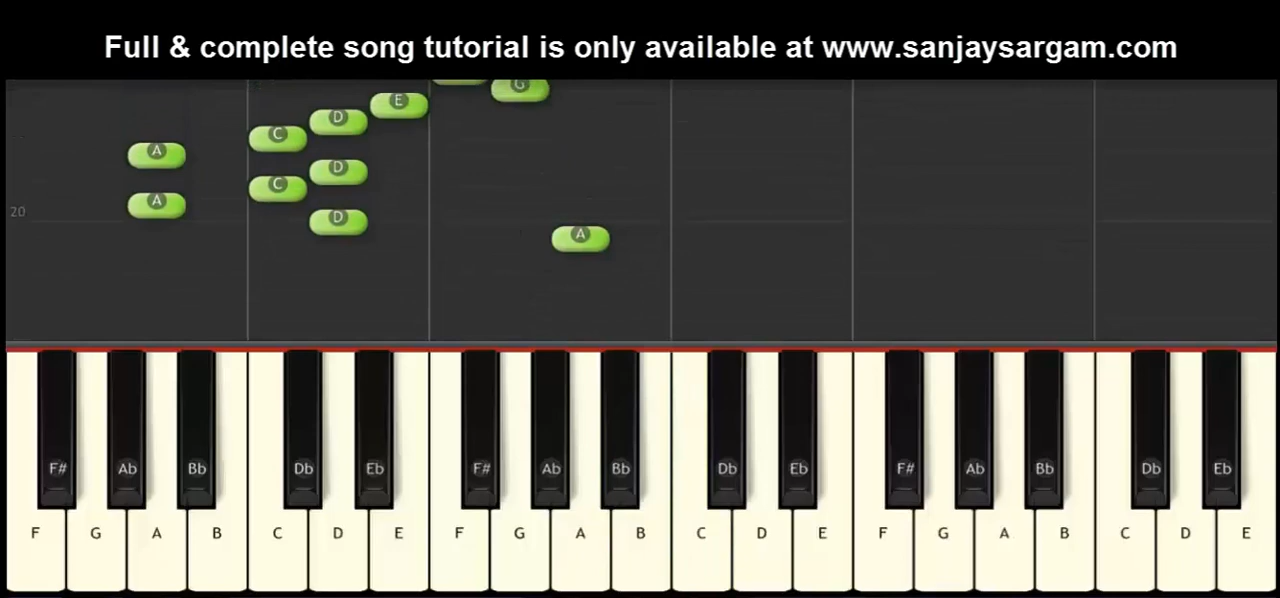 Full & complete song tutorial is only available at www.sanjaysargam.com
G
E
D
C
A
D
C
A
20
D
A
F# Ab Bb Db Eb F# Ab Bb Db Eb F# Ab Bb Db Eb
F G A B C D E F G A B C D E F G A B C D E